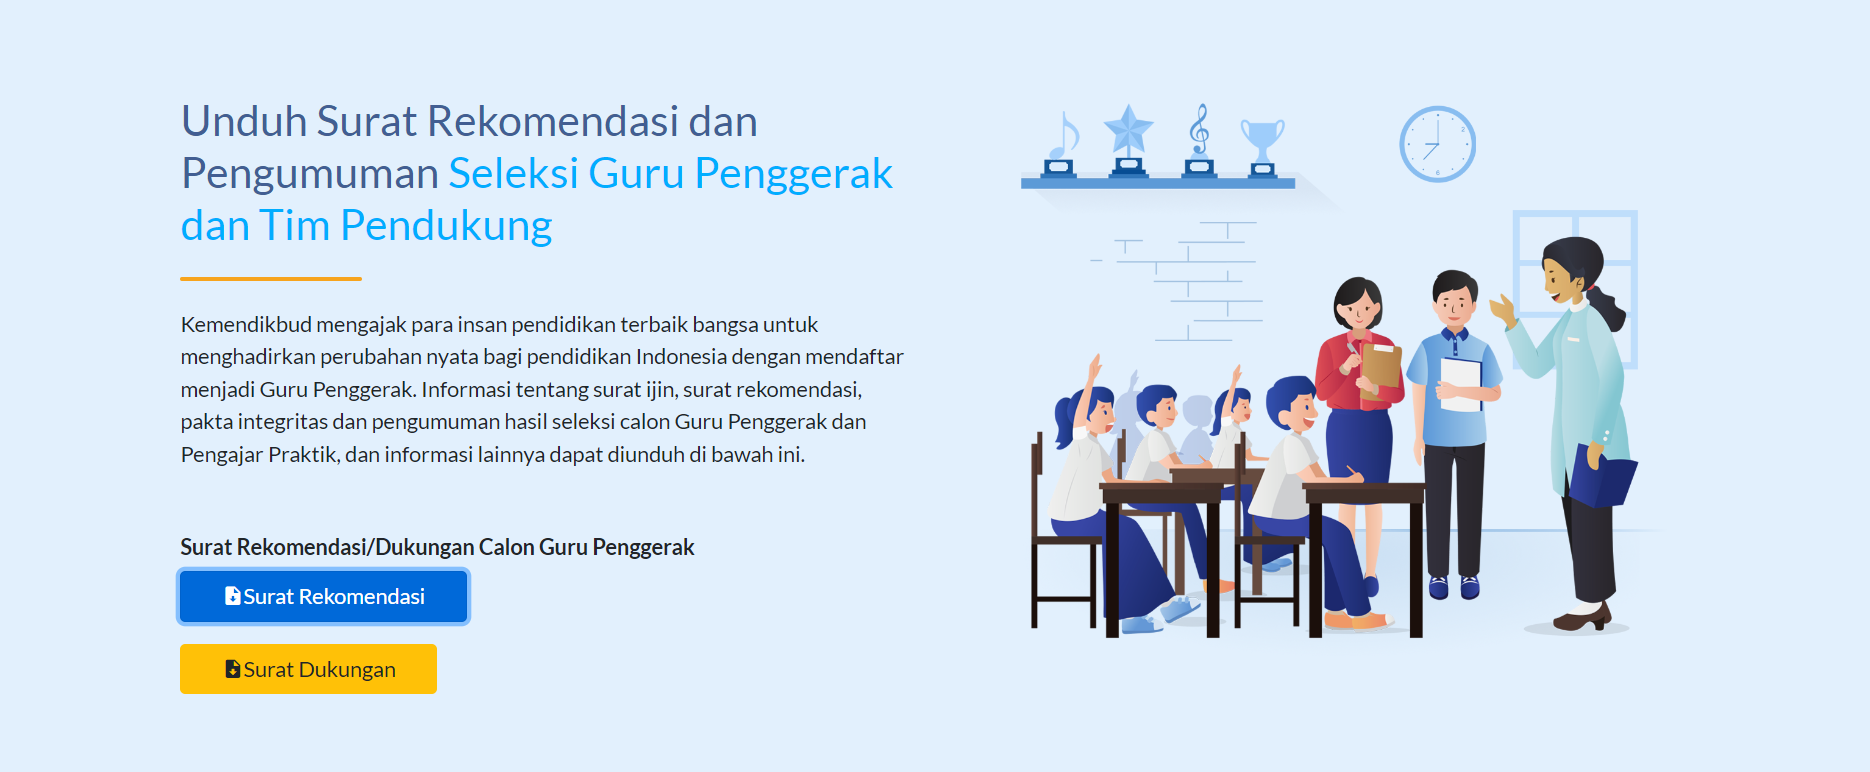 Unduh Surat Rekomendasi dan
Pengumuman Seleksi Guru Penggerak
dan Tim Pendukung
Kemendikbud mengajak para insan pendidikan terbaik bangsa untuk
menghadirkan perubahan nyata bagi pendidikan Indonesia dengan mendaftar
menjadi Guru Penggerak. Informasi tentang surat ijin, surat rekomendasi,
pakta integritas dan pengumuman hasil seleksi calon Guru Penggerak dan
Pengajar Praktik, dan informasi lainnya dapat diunduh di bawah ini.
Surat Rekomendasi/Dukungan Calon Guru Penggerak
Surat Rekomendasi
Surat Dukungan